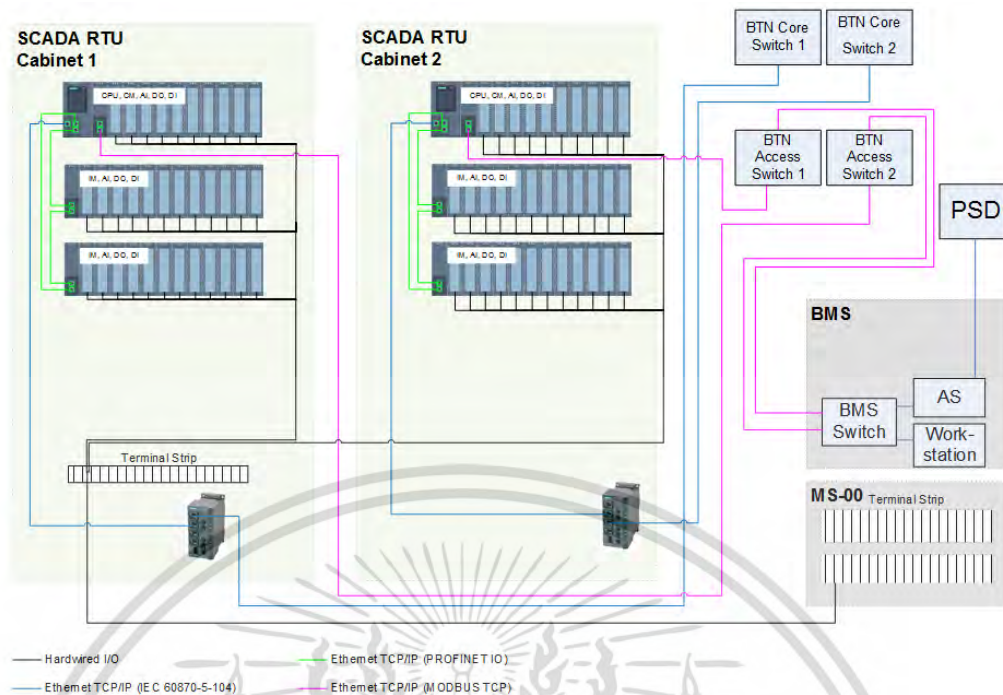 SCADA RTU
Cabinet 1
CPU, CM, AI, DO, DI
IM, AI, DO, DI
IM, AI, DO, DI
Terminal Strip
SCADA RTU
Cabinet 2
CPU, CM, AI, DO, DI
IM, AI, DO, DI
IM, AI, DO, DI
BTN Core
Switch 1
BTN Core
Switch 2
BTN
Access
Switch 1
BTN
Access
Switch 2
PSD
BMS
BMS
Switch
AS
Work-
station
MS-00 Terminal Strip
Hardwired I/O
Ethernet TCP/IP (PROFINET IO)
Ethernet TCP/IP (IEC 60870-5-104)
Ethernet TCP/IP (MODBUS TCP)